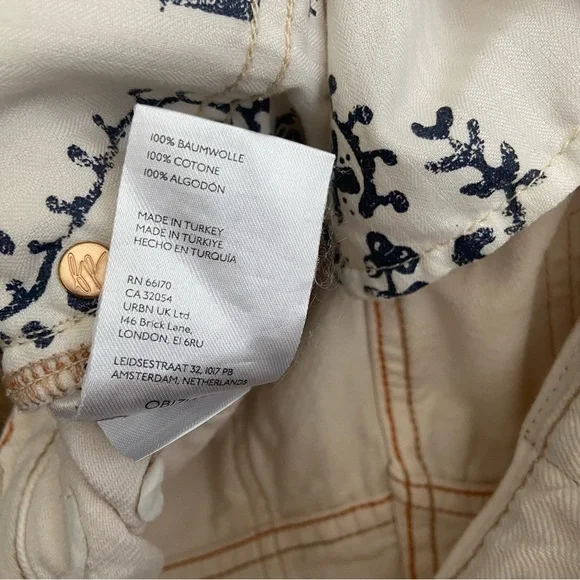 100% BAUMWOLLE
100% COTONE
100% ALGODÓN
MADE IN TURKEY
MADE IN TÜRKIYE
HECHO EN TURQUÍA
RN 66170
CA 32054
URBN UK Ltd.
146 Brick Lane,
LONDON, E1 6RU
LEIDSESTRAAT 32, 1017 PB
AMSTERDAM, NETHERLANDS